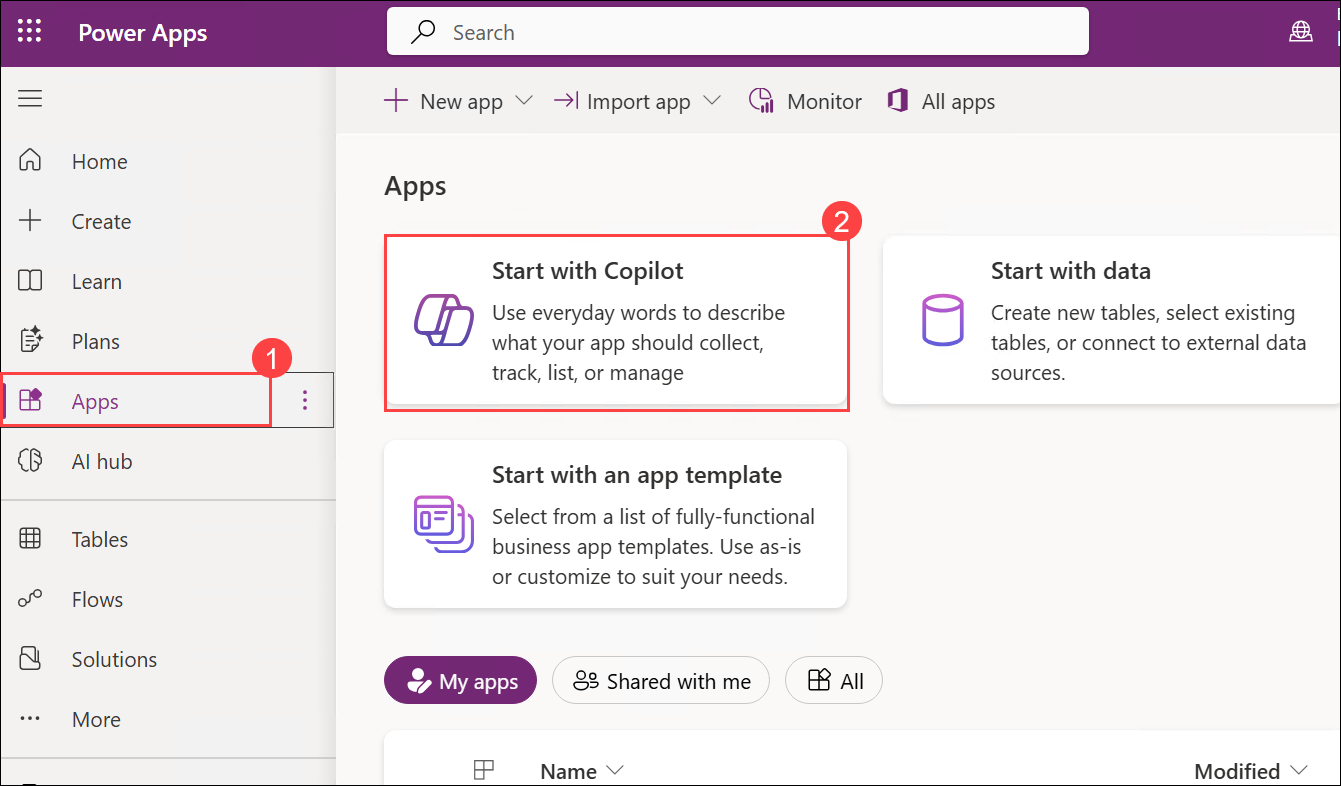 Power Apps
Search
New app
Import app
Monitor
All apps
Home
Create
Learn
Plans
1
Apps
AI hub
Tables
Flows
Solutions
More
Apps
2
Start with Copilot
Use everyday words to describe
what your app should collect,
track, list, or manage
Start with data
Create new tables, select existing
tables, or connect to external data
sources.
Start with an app template
Select from a list of fully-functional
business app templates. Use as-is
or customize to suit your needs.
My apps
Shared with me
All
Name
Modified